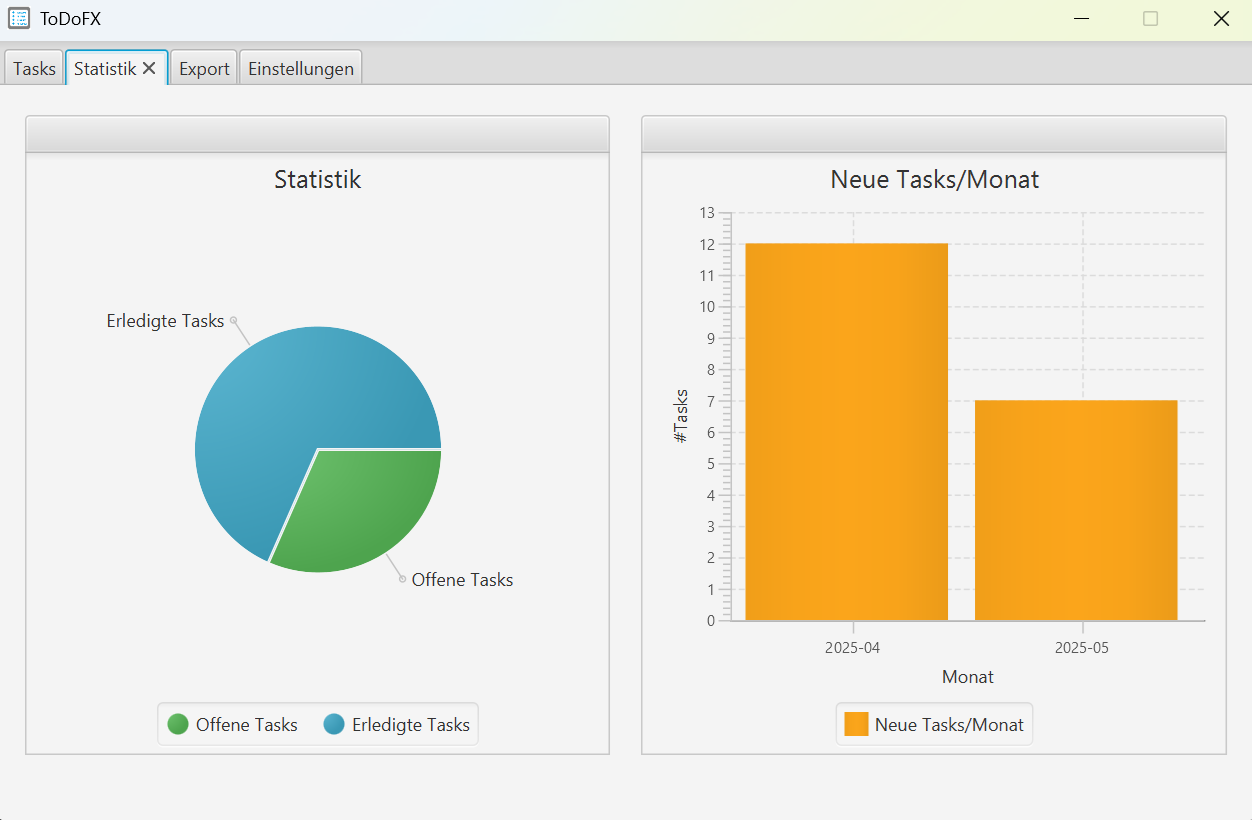 ToDoFX
Tasks
Statistik
Export
Einstellungen
Statistik
Erledigte Tasks
Offene Tasks
Offene Tasks
Erledigte Tasks
Neue Tasks/Monat
13
12
11
10
9
8
7
6
5
4
3
2
1
0
#Tasks
2025-04
2025-05
Monat
Neue Tasks/Monat